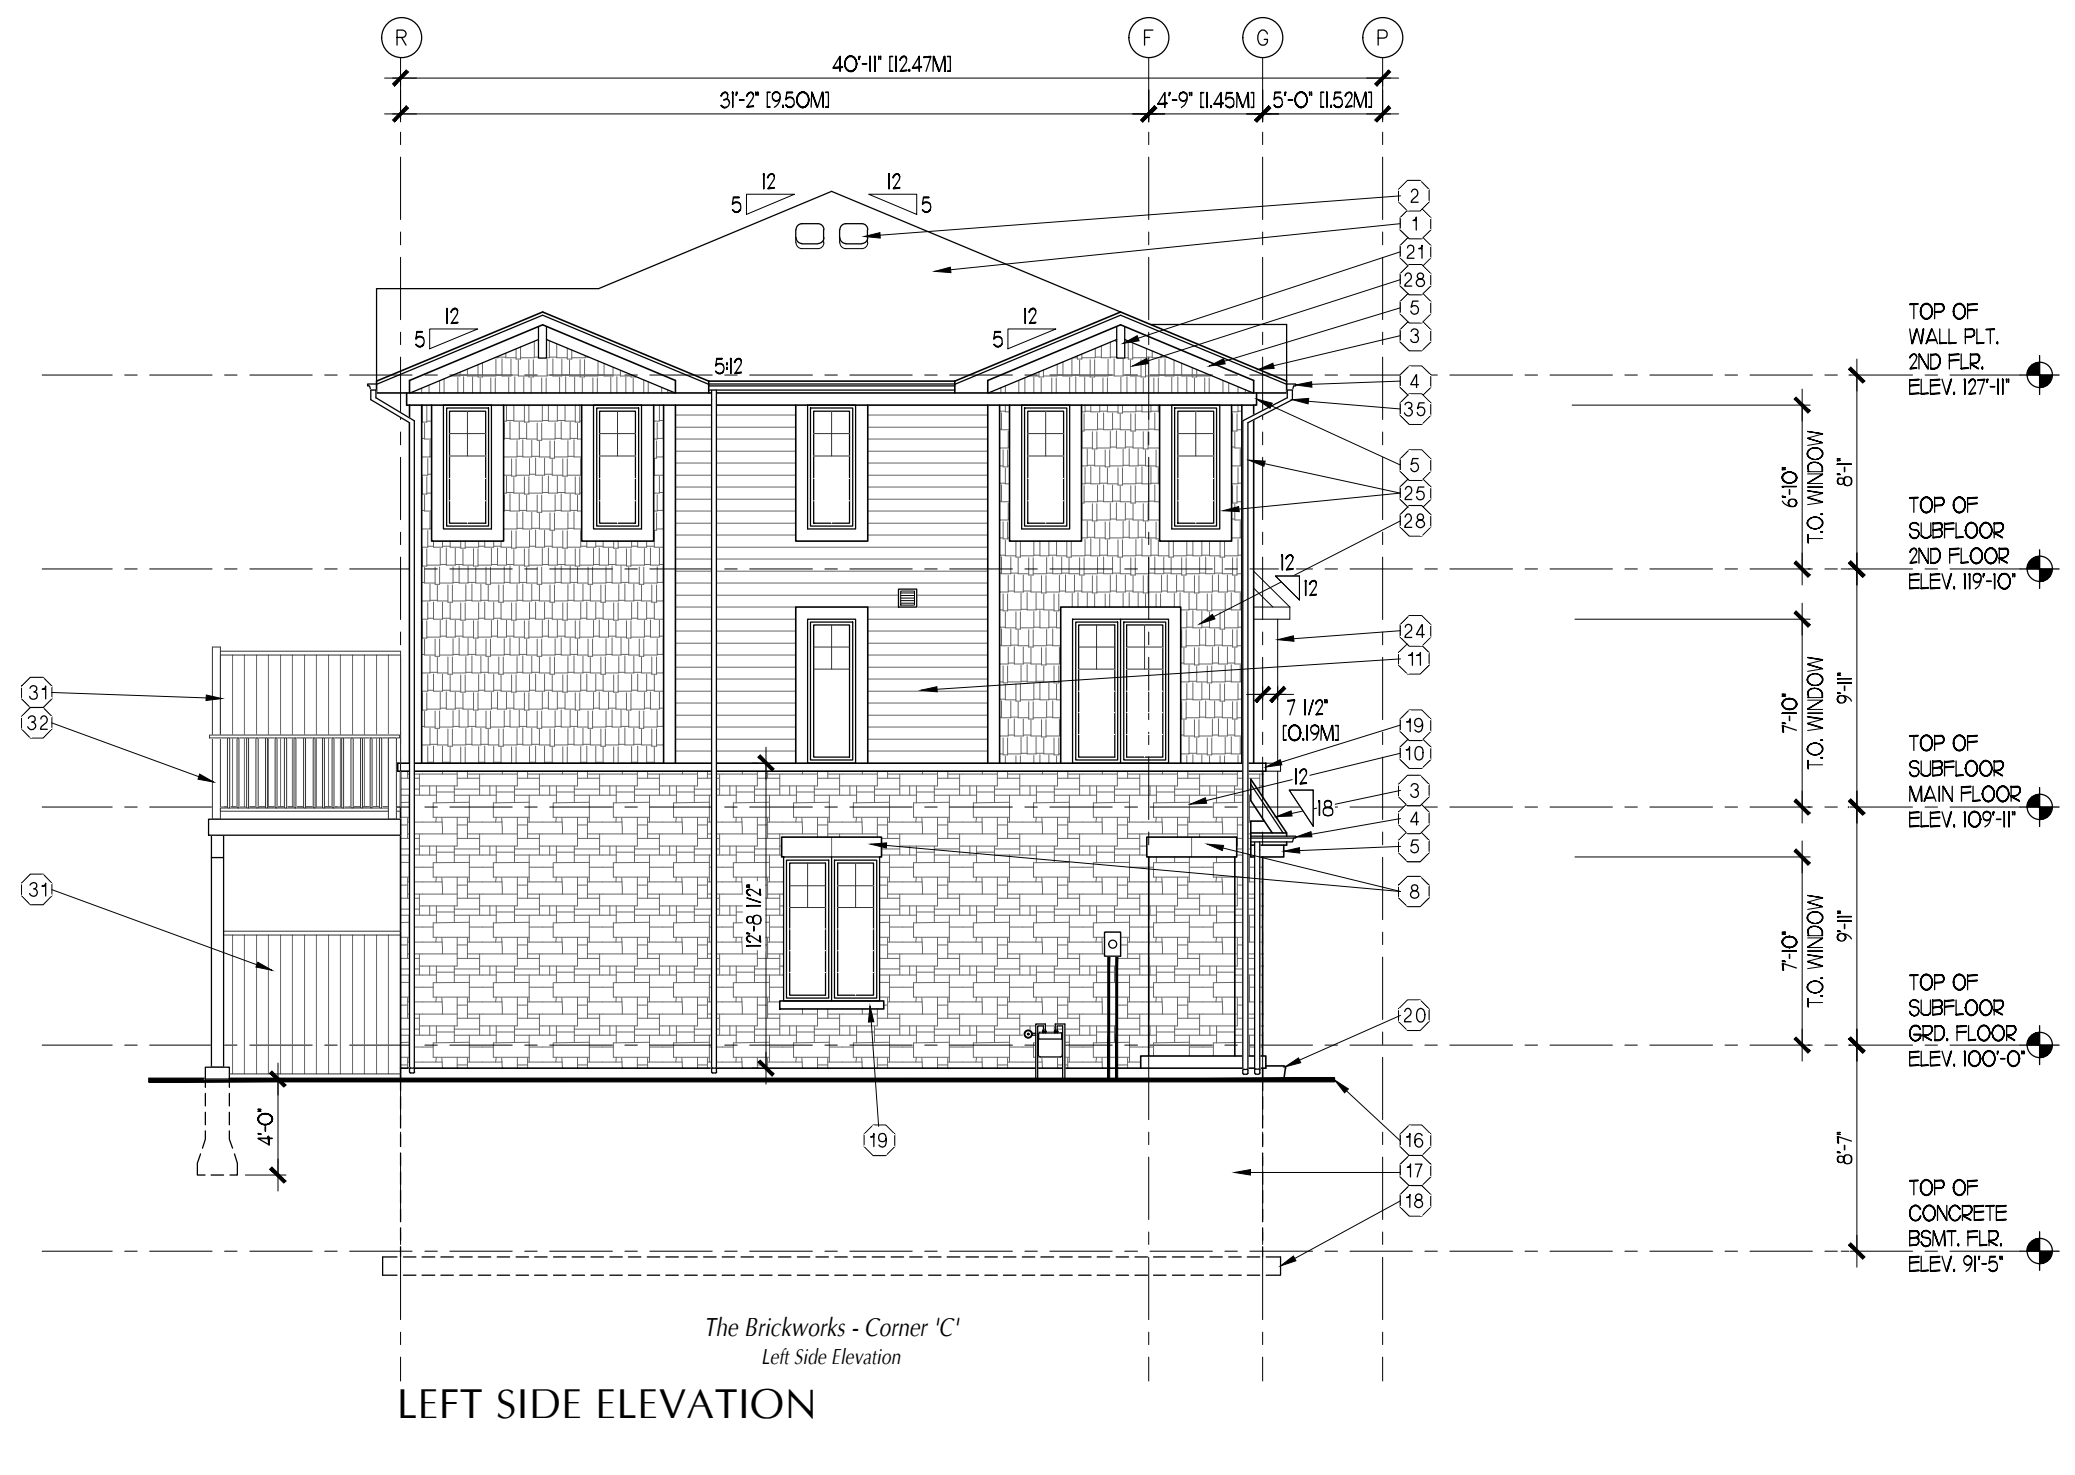 R F G P
40'-11" [12.47M]
31'-2" [9.50M] 4'-9" [1.45M] 5'-0" [1.52M]
12 12
5 5
2
1
21
28
5
3
12 12
5 5
5:12
4
35
5
25
28
12
12
24
11
7 1/2"
[0.19M]
19
10
12
18
3
4
5
8
20
16
17
18
31
32
31
12'-8 1/2"
19
4'-0"
TOP OF
WALL PLT.
2ND FLR.
ELEV. 127'-11"
6'-10"
T.O. WINDOW
8'-1"
TOP OF
SUBFLOOR
2ND FLOOR
ELEV. 119'-10"
7'-10"
T.O. WINDOW
9'-11"
TOP OF
SUBFLOOR
MAIN FLOOR
ELEV. 109'-11"
7'-10"
T.O. WINDOW
9'-11"
TOP OF
SUBFLOOR
GRD. FLOOR
ELEV. 100'-0"
8'-7"
TOP OF
CONCRETE
BSMT. FLR.
ELEV. 91'-5"
The Brickworks - Corner 'C'
Left Side Elevation
LEFT SIDE ELEVATION